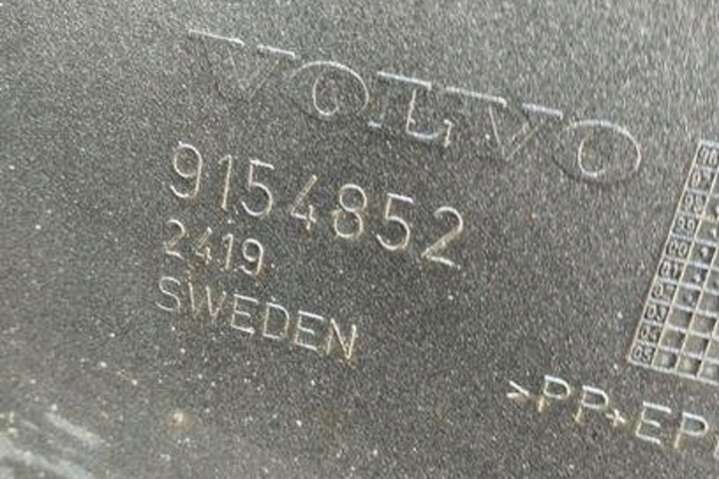 VOLVO
9154852
2419
SWEDEN
>PP+EP